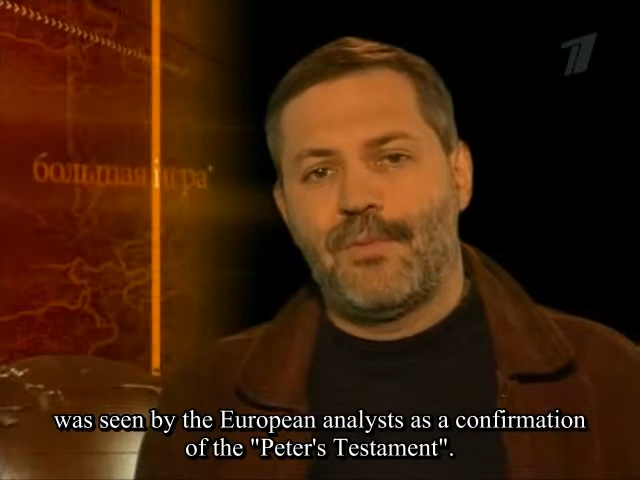 большая игра
was seen by the European analysts as a confirmation
of the "Peter's Testament".